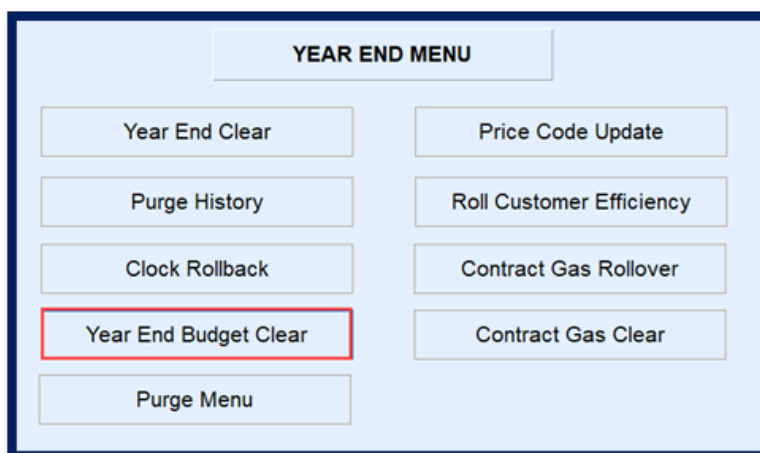 YEAR END MENU
Year End Clear
Price Code Update
Purge History
Roll Customer Efficiency
Clock Rollback
Contract Gas Rollover
Year End Budget Clear
Contract Gas Clear
Purge Menu